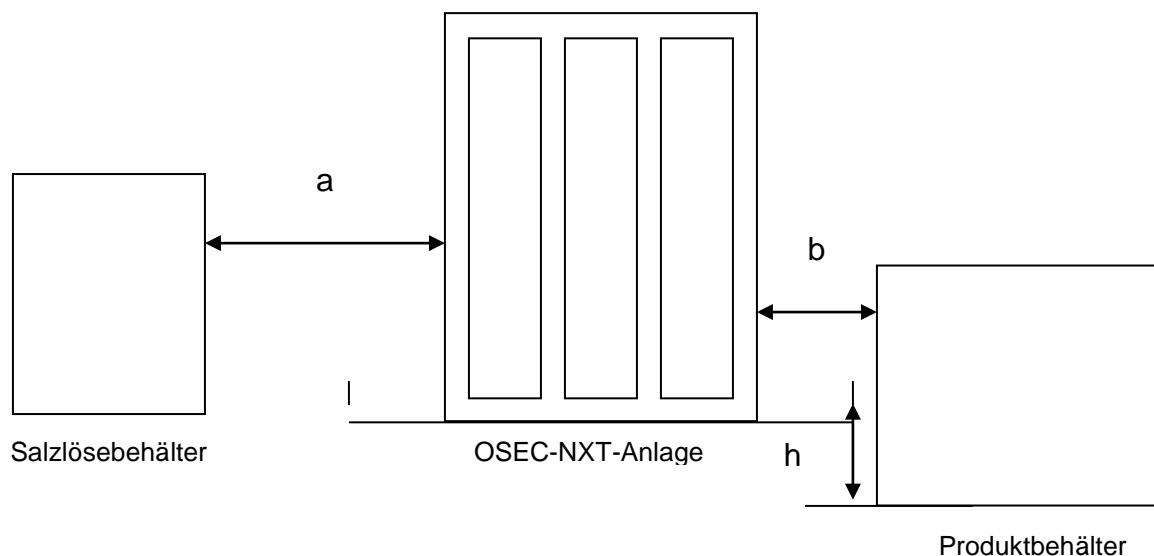 a
b
Salzlösebehälter
OSEC-NXT-Anlage
h
Produktbehälter